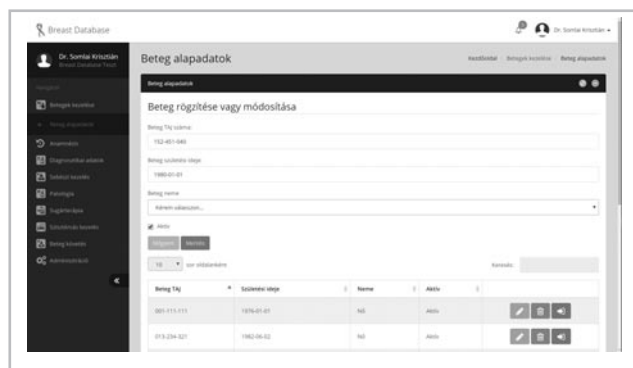 Breast Database
Dr. Somlai Krisztián
Dr. Somlai Krisztián
Breast Database Teszt
Beteg alapadatok
Kezdőoldal Betegek kezelése Beteg alapadatok
Betegek kezelése
Beteg alapadatok
Anamnézis
Diagnosztikai adatok
Sebészi kezelés
Patológia
Sugárterápia
Szisztémás kezelés
Beteg követés
Adminisztráció
Beteg alapadatok
Beteg rögzítése vagy módosítása
Beteg TAJ száma:
152-451-040
Beteg születési ideje
1980-01-01
Beteg neme
Kérem válasszon...
Aktív
Mentés
10 sor oldalanként
Keresés:
Beteg TAJ Születési ideje Neme Aktív
001-111-111 1976-01-01 Nő Aktív
013-234-321 1982-06-02 Nő Aktív